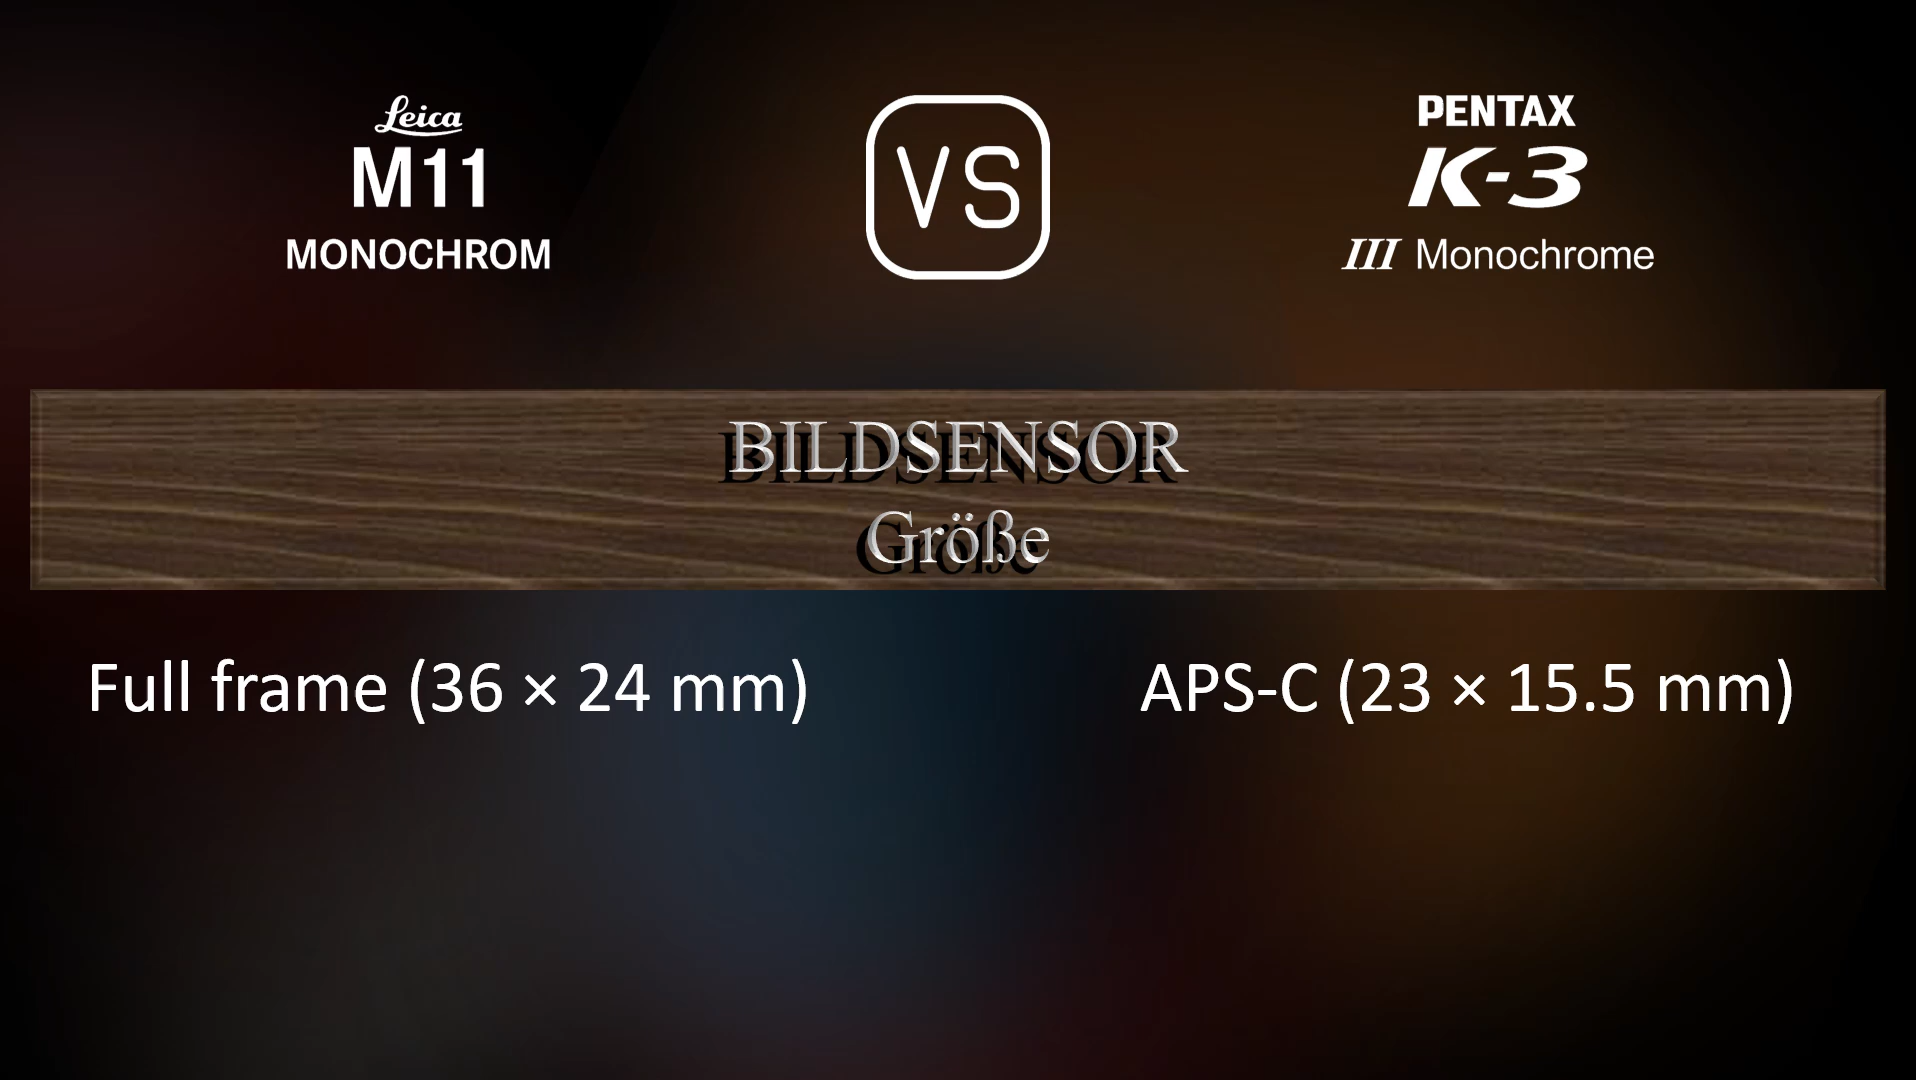 Leica
M11
MONOCHROM
VS
PENTAX
K-3
III Monochrome
BILDSENSOR
Größe
Full frame (36 × 24 mm)
APS-C (23 × 15.5 mm)